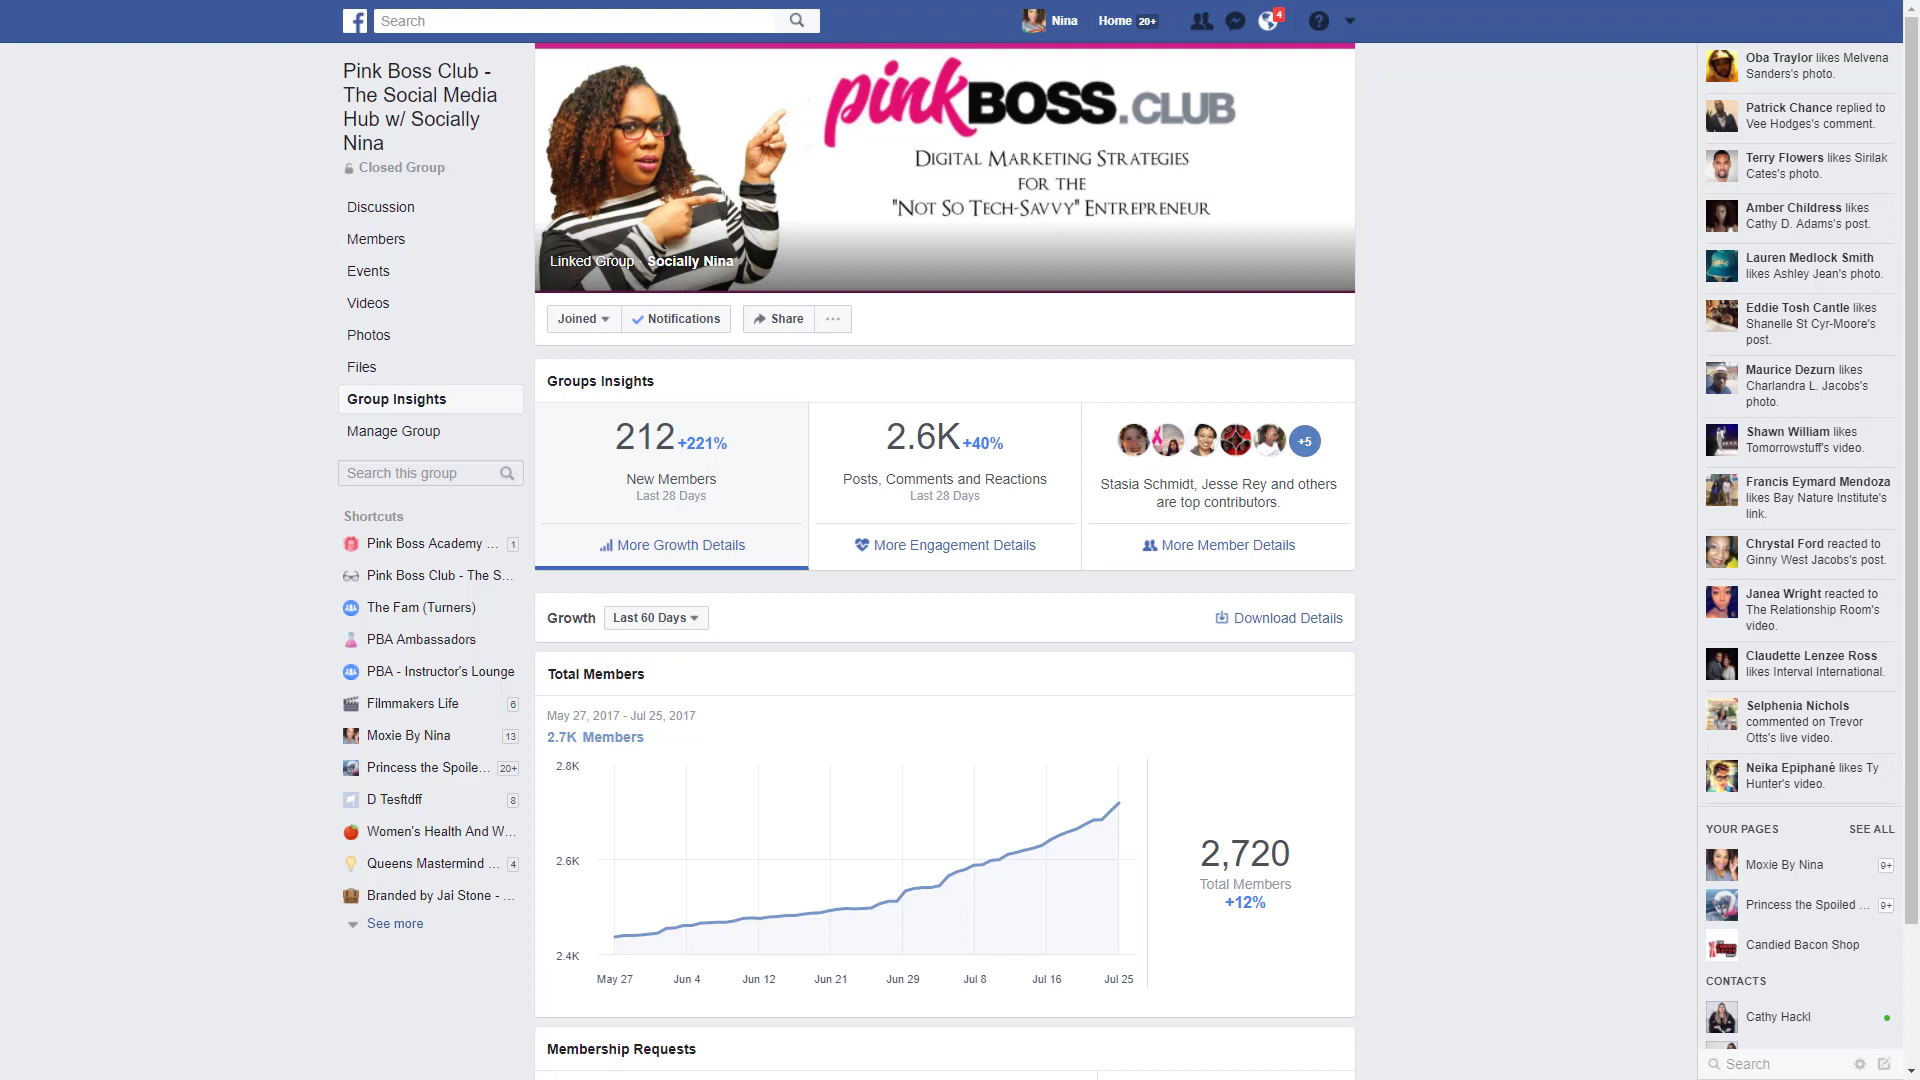 Search
Nina
Home 20+
4
Pink Boss Club -
The Social Media
Hub w/ Socially
Nina
Closed Group
Discussion
Members
Events
Videos
Photos
Files
Group Insights
Manage Group
Search this group
Shortcuts
Pink Boss Academy ... 1
Pink Boss Club - The S...
The Fam (Turners)
PBA Ambassadors
PBA - Instructor's Lounge
Filmmakers Life 6
Moxie By Nina 13
Princess the Spoile... 20+
D Tesftdff 8
Women's Health And W...
Queens Mastermind ... 4
Branded by Jai Stone - ...
See more
pinkBOSS.CLUB
Digital Marketing Strategies
for the
"Not So Tech-Savvy" Entrepreneur
Linked Group · Socially Nina
Joined
Notifications
Share
Groups Insights
212 +221%
New Members
Last 28 Days
More Growth Details
2.6K +40%
Posts, Comments and Reactions
Last 28 Days
More Engagement Details
+5
Stasia Schmidt, Jesse Rey and others
are top contributors.
More Member Details
Growth
Last 60 Days
Download Details
Total Members
May 27, 2017 - Jul 25, 2017
2.7K Members
2.8K
2.6K
2.4K
May 27 Jun 4 Jun 12 Jun 21 Jun 29 Jul 8 Jul 16 Jul 25
2,720
Total Members
+12%
Membership Requests
Oba Traylor likes Melvena
Sanders's photo.
Patrick Chance replied to
Vee Hodges's comment.
Terry Flowers likes Sirilak
Cates's photo.
Amber Childress likes
Cathy D. Adams's post.
Lauren Medlock Smith
likes Ashley Jean's photo.
Eddie Tosh Cantle likes
Shanelle St Cyr-Moore's
post.
Maurice Dezurn likes
Charlandra L. Jacobs's
photo.
Shawn William likes
Tomorrowstuff's video.
Francis Eymard Mendoza
likes Bay Nature Institute's
link.
Chrystal Ford reacted to
Ginny West Jacobs's post.
Janea Wright reacted to
The Relationship Room's
video.
Claudette Lenzee Ross
likes Interval International.
Selphenia Nichols
commented on Trevor
Otts's live video.
Neika Epiphané likes Ty
Hunter's video.
YOUR PAGES SEE ALL
Moxie By Nina 9+
Princess the Spoiled ... 9+
Candied Bacon Shop
CONTACTS
Cathy Hackl
Search